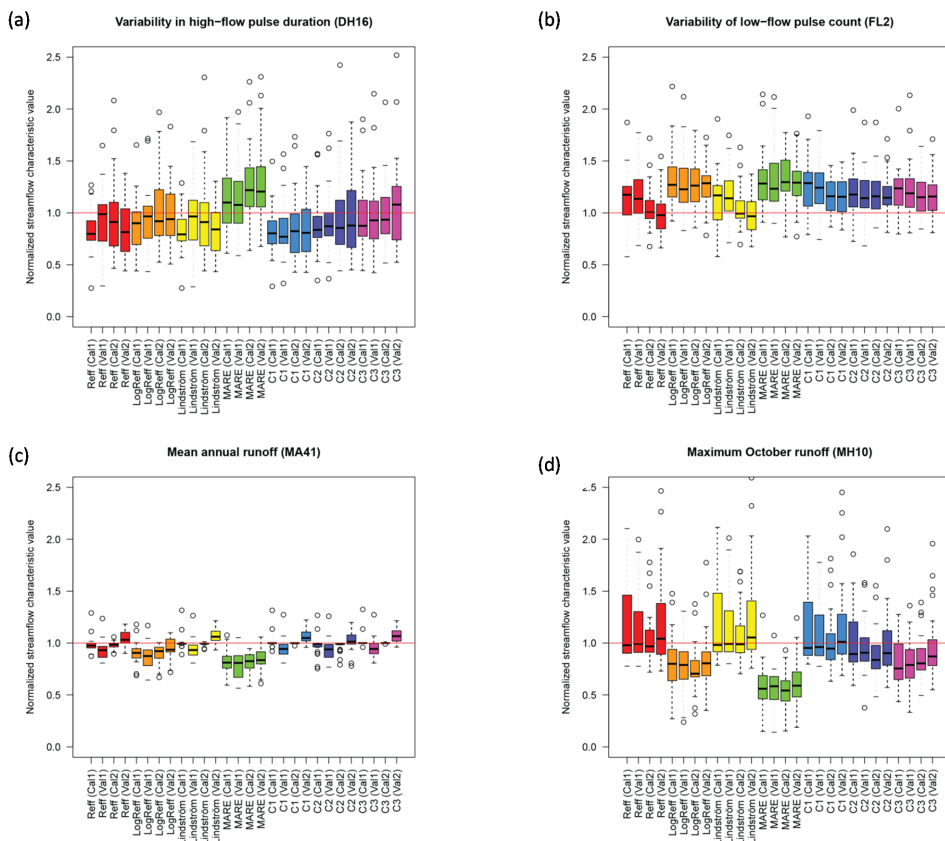 (a)
Variability in high−flow pulse duration (DH16)
Normalized streamflow characteristic value
2.5
2.0
1.5
1.0
0.5
0.0
Reff (Cal1)
Reff (Val1)
Reff (Cal2)
Reff (Val2)
LogReff (Cal1)
LogReff (Val1)
LogReff (Cal2)
LogReff (Val2)
Lindström (Cal1)
Lindström (Val1)
Lindström (Cal2)
Lindström (Val2)
MARE (Cal1)
MARE (Val1)
MARE (Cal2)
MARE (Val2)
C1 (Cal1)
C1 (Val1)
C1 (Cal2)
C1 (Val2)
C2 (Cal1)
C2 (Val1)
C2 (Cal2)
C2 (Val2)
C3 (Cal1)
C3 (Val1)
C3 (Cal2)
C3 (Val2)
(b)
Variability of low−flow pulse count (FL2)
Normalized streamflow characteristic value
2.5
2.0
1.5
1.0
0.5
0.0
Reff (Cal1)
Reff (Val1)
Reff (Cal2)
Reff (Val2)
LogReff (Cal1)
LogReff (Val1)
LogReff (Cal2)
LogReff (Val2)
Lindström (Cal1)
Lindström (Val1)
Lindström (Cal2)
Lindström (Val2)
MARE (Cal1)
MARE (Val1)
MARE (Cal2)
MARE (Val2)
C1 (Cal1)
C1 (Val1)
C1 (Cal2)
C1 (Val2)
C2 (Cal1)
C2 (Val1)
C2 (Cal2)
C2 (Val2)
C3 (Cal1)
C3 (Val1)
C3 (Cal2)
C3 (Val2)
(c)
Mean annual runoff (MA41)
Normalized streamflow characteristic value
2.5
2.0
1.5
1.0
0.5
0.0
Reff (Cal1)
Reff (Val1)
Reff (Cal2)
Reff (Val2)
LogReff (Cal1)
LogReff (Val1)
LogReff (Cal2)
LogReff (Val2)
Lindström (Cal1)
Lindström (Val1)
Lindström (Cal2)
Lindström (Val2)
MARE (Cal1)
MARE (Val1)
MARE (Cal2)
MARE (Val2)
C1 (Cal1)
C1 (Val1)
C1 (Cal2)
C1 (Val2)
C2 (Cal1)
C2 (Val1)
C2 (Cal2)
C2 (Val2)
C3 (Cal1)
C3 (Val1)
C3 (Cal2)
C3 (Val2)
(d)
Maximum October runoff (MH10)
Normalized streamflow characteristic value
2.5
2.0
1.5
1.0
0.5
0.0
Reff (Cal1)
Reff (Val1)
Reff (Cal2)
Reff (Val2)
LogReff (Cal1)
LogReff (Val1)
LogReff (Cal2)
LogReff (Val2)
Lindström (Cal1)
Lindström (Val1)
Lindström (Cal2)
Lindström (Val2)
MARE (Cal1)
MARE (Val1)
MARE (Cal2)
MARE (Val2)
C1 (Cal1)
C1 (Val1)
C1 (Cal2)
C1 (Val2)
C2 (Cal1)
C2 (Val1)
C2 (Cal2)
C2 (Val2)
C3 (Cal1)
C3 (Val1)
C3 (Cal2)
C3 (Val2)